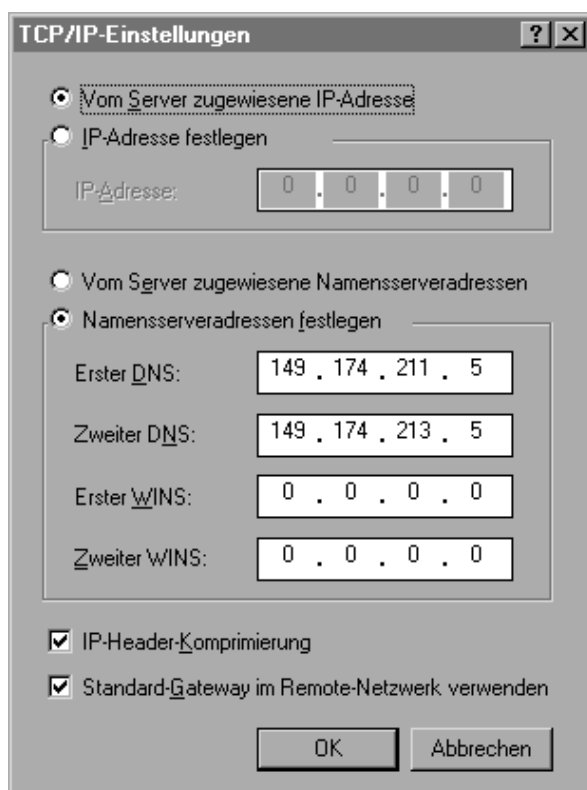 TCP/IP-Einstellungen ? X
Vom Server zugewiesene IP-Adresse
IP-Adresse festlegen
IP-Adresse: 0 . 0 . 0 . 0
Vom Server zugewiesene Namensserveradressen
Namensserveradressen festlegen
Erster DNS: 149 . 174 . 211 . 5
Zweiter DNS: 149 . 174 . 213 . 5
Erster WINS: 0 . 0 . 0 . 0
Zweiter WINS: 0 . 0 . 0 . 0
IP-Header-Komprimierung
Standard-Gateway im Remote-Netzwerk verwenden
OK Abbrechen